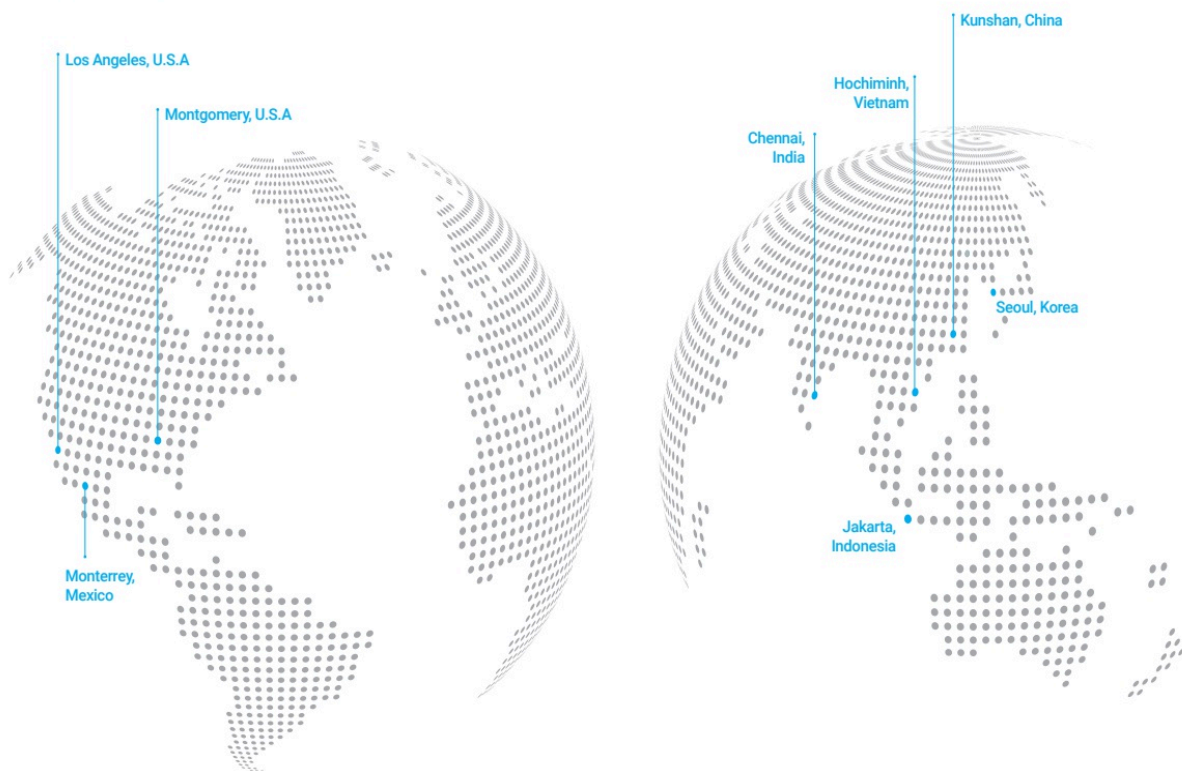 Los Angeles, U.S.A
Montgomery, U.S.A
Monterrey,
Mexico
Kunshan, China
Hochiminh,
Vietnam
Chennai,
India
Seoul, Korea
Jakarta,
Indonesia